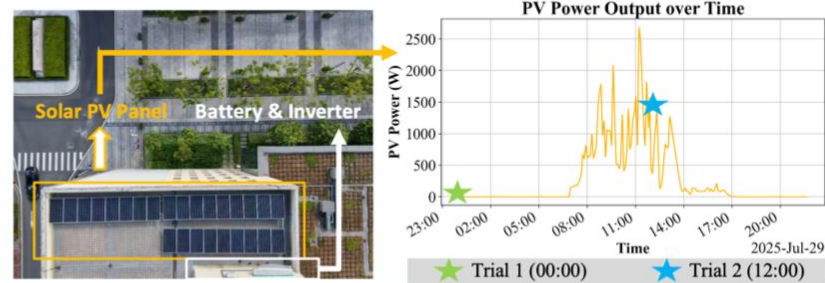 Solar PV Panel
Battery & Inverter
PV Power Output over Time
PV Power (W)
2500
2000
1500
1000
500
0
23:00
02:00
05:00
08:00
11:00
14:00
17:00
20:00
Time
2025-Jul-29
Trial 1 (00:00)
Trial 2 (12:00)